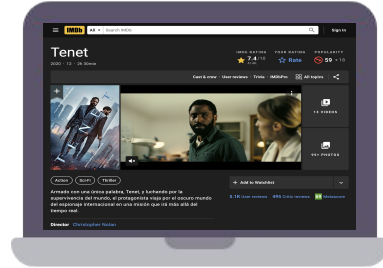 IMDb All Search IMDb Sign In
Tenet
2020 · 12 · 2h 30min
IMDb RATING YOUR RATING POPULARITY
7.4/10 Rate 59
Cast & crew · User reviews · Trivia · IMDbPro All topics
TENET
13 VIDEOS
99+ PHOTOS
Action Sci-Fi Thriller
+ Add to Watchlist
Armado con una única palabra, Tenet, y luchando por la
supervivencia del mundo, el protagonista viaja por el oscuro mundo
del espionaje internacional en una misión que irá más allá del
tiempo real.
5.1K User reviews Critic reviews 69 Metascore
Director Christopher Nolan